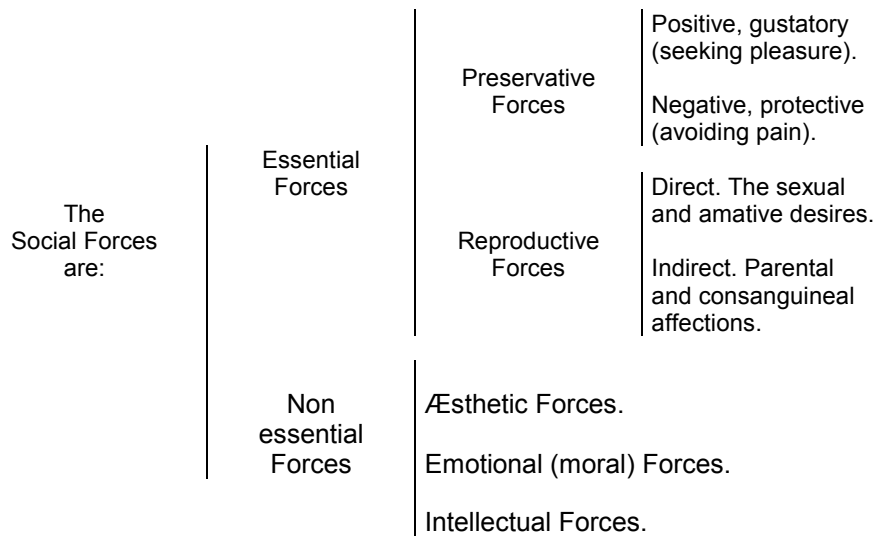 The
Social Forces
are:
Essential
Forces
Preservative
Forces
Positive, gustatory
(seeking pleasure).
Negative, protective
(avoiding pain).
Reproductive
Forces
Direct. The sexual
and amative desires.
Indirect. Parental
and consanguineal
affections.
Non
essential
Forces
Æsthetic Forces.
Emotional (moral) Forces.
Intellectual Forces.